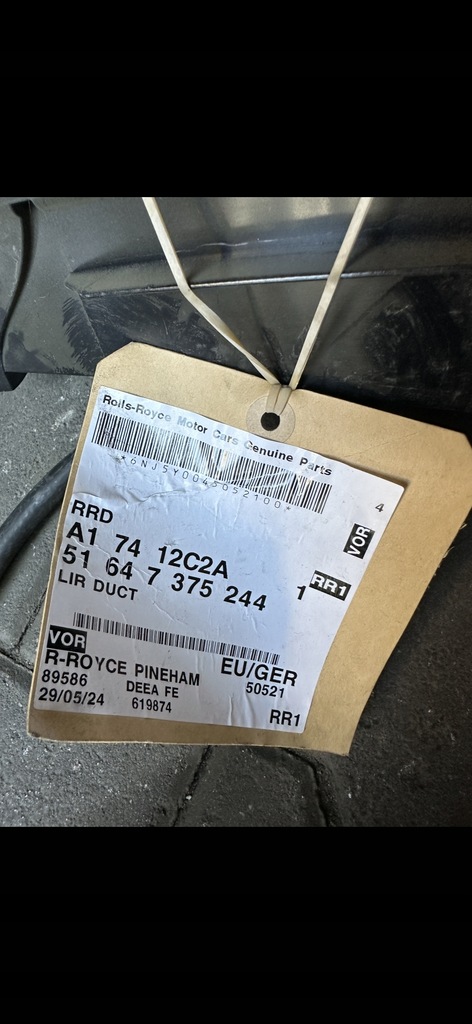 Rolls-Royce Motor Cars Genuine Parts
4
RRD
VOR
A1 74 12C2A
51 64 7 375 244 1 RR1
LIR DUCT
VOR
R-ROYCE PINEHAM EU/GER
89586 DEEA FE 50521
29/05/24 619874 RR1